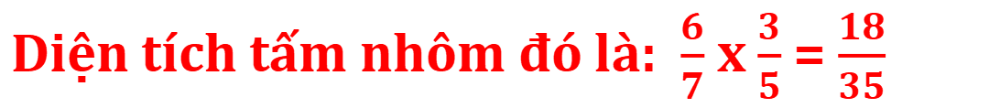 Diện tích tấm nhôm đó là: 6/7 x 3/5 = 18/35